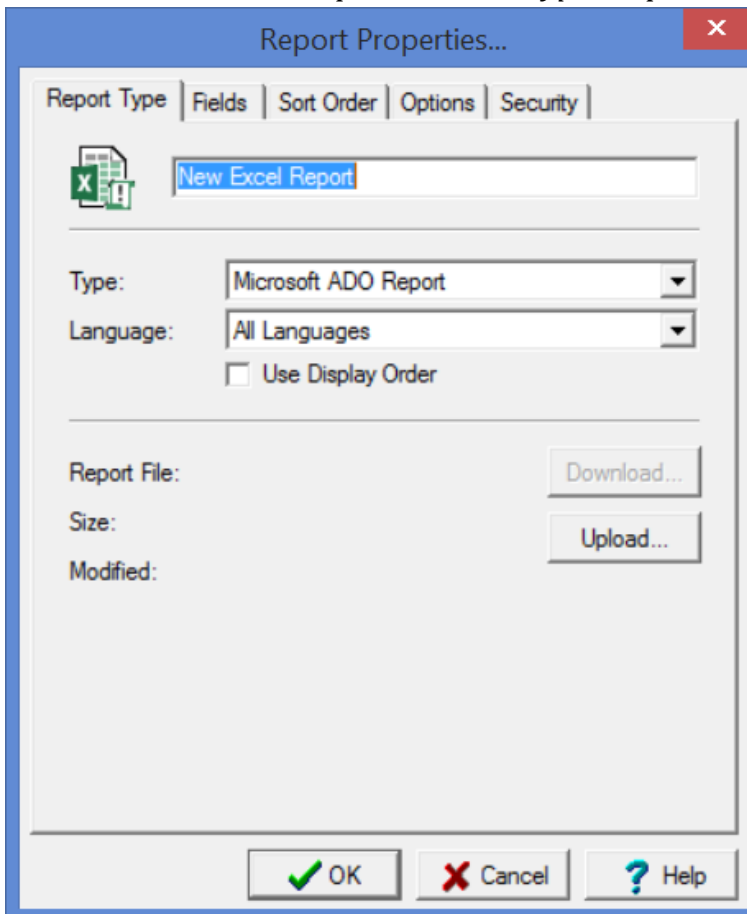 Report Properties...
Report Type Fields Sort Order Options Security
New Excel Report
Type: Microsoft ADO Report
Language: All Languages
Use Display Order
Report File: Download...
Size:
Upload...
Modified:
OK Cancel Help